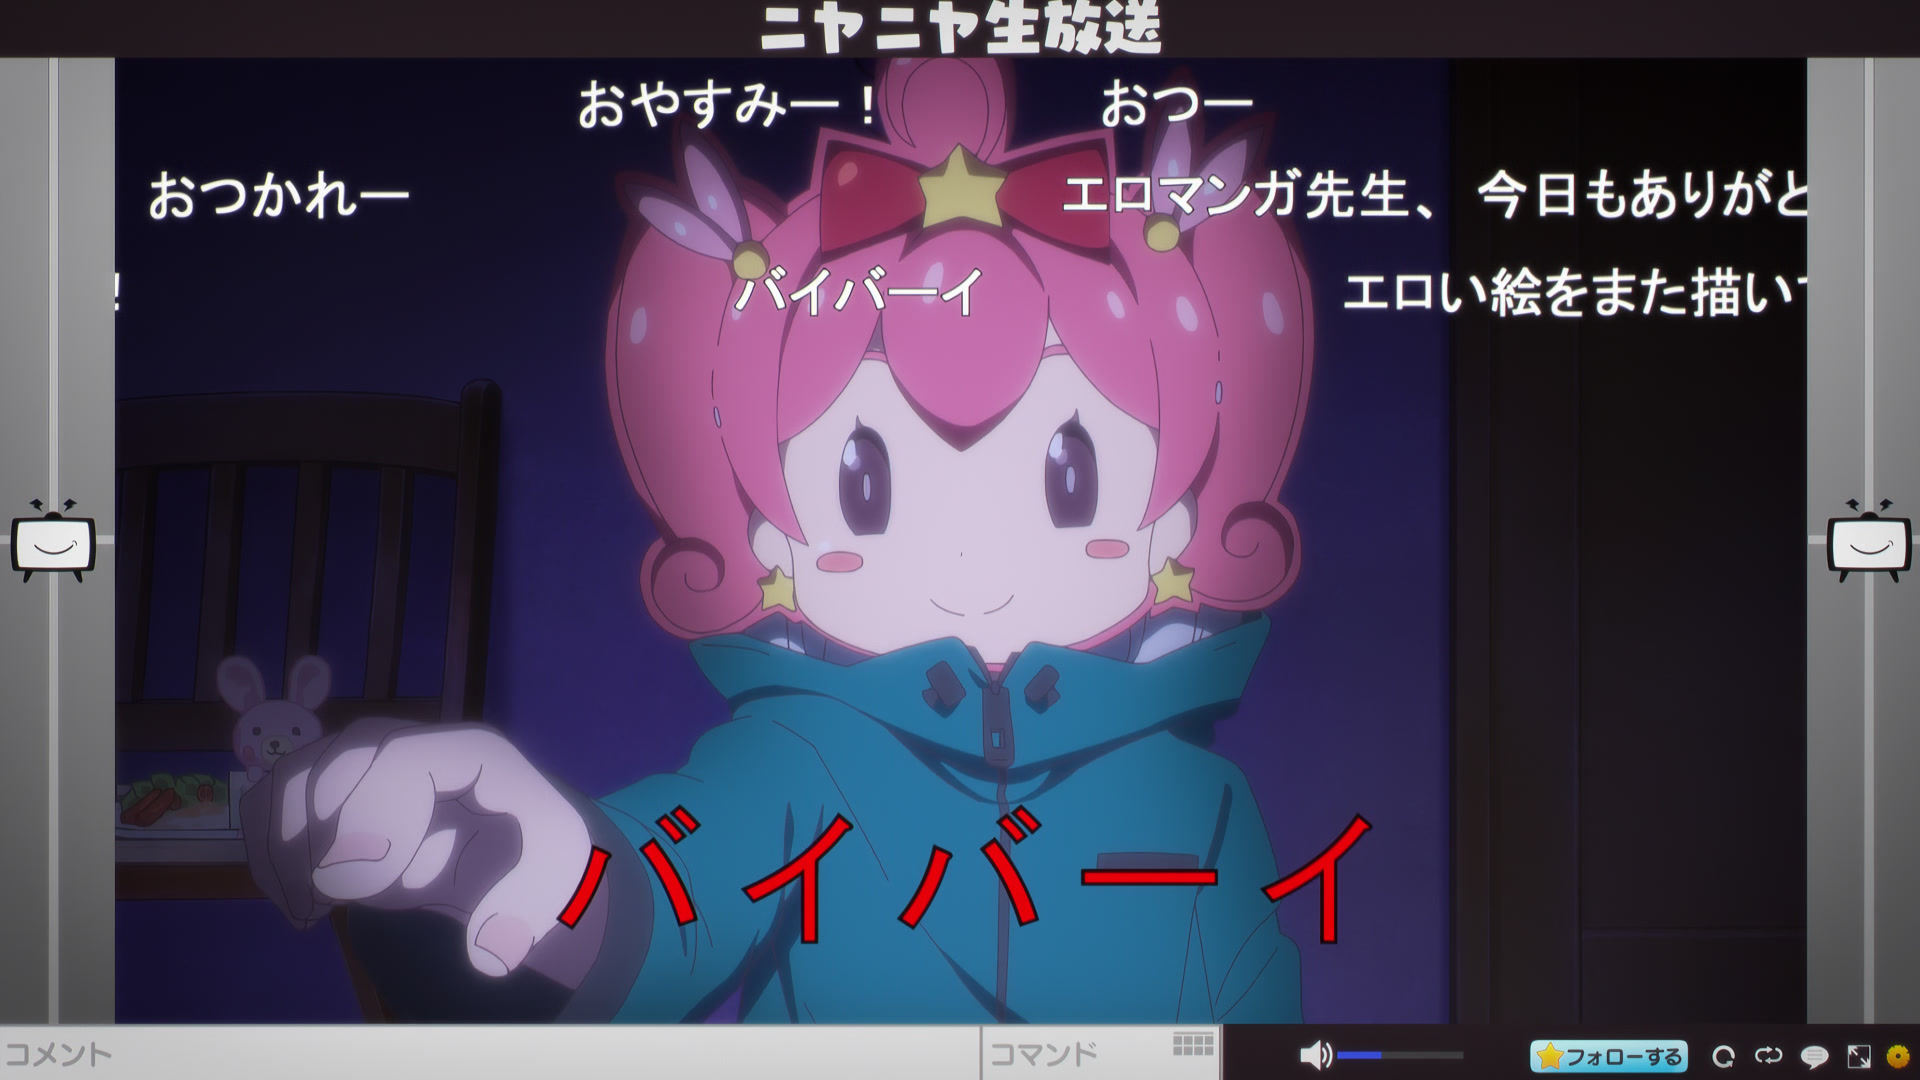 ニヤニヤ生放送
おやすみー！
おつー
おつかれー
エロマンガ先生、今日もありがと
!
バイバーイ
エロい絵をまた描い
バイバーイ
コメント
コマンド
フォローする